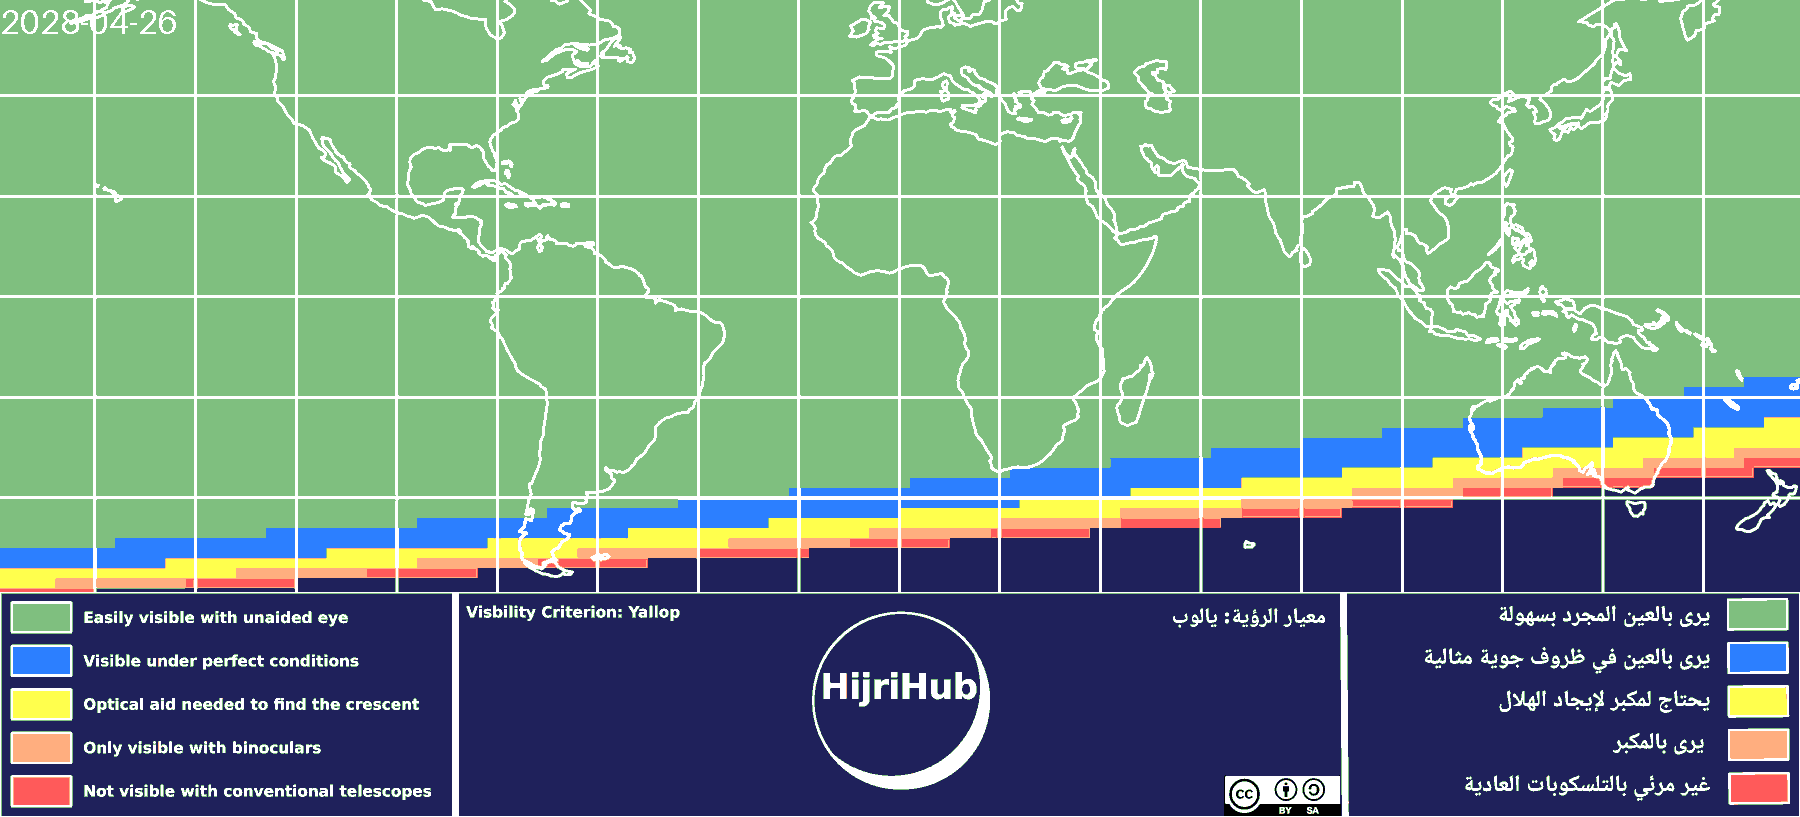 2028-04-26
Easily visible with unaided eye
Visible under perfect conditions
Optical aid needed to find the crescent
Only visible with binoculars
Not visible with conventional telescopes
Visbility Criterion: Yallop
معيار الرؤية: يالوب
HijriHub
cc
BY SA
يرى بالعين المجرد بسهولة
يرى بالعين في ظروف جوية مثالية
يحتاج لمكبر لإيجاد الهلال
يرى بالمكبر
غير مرئي بالتلسكوبات العادية